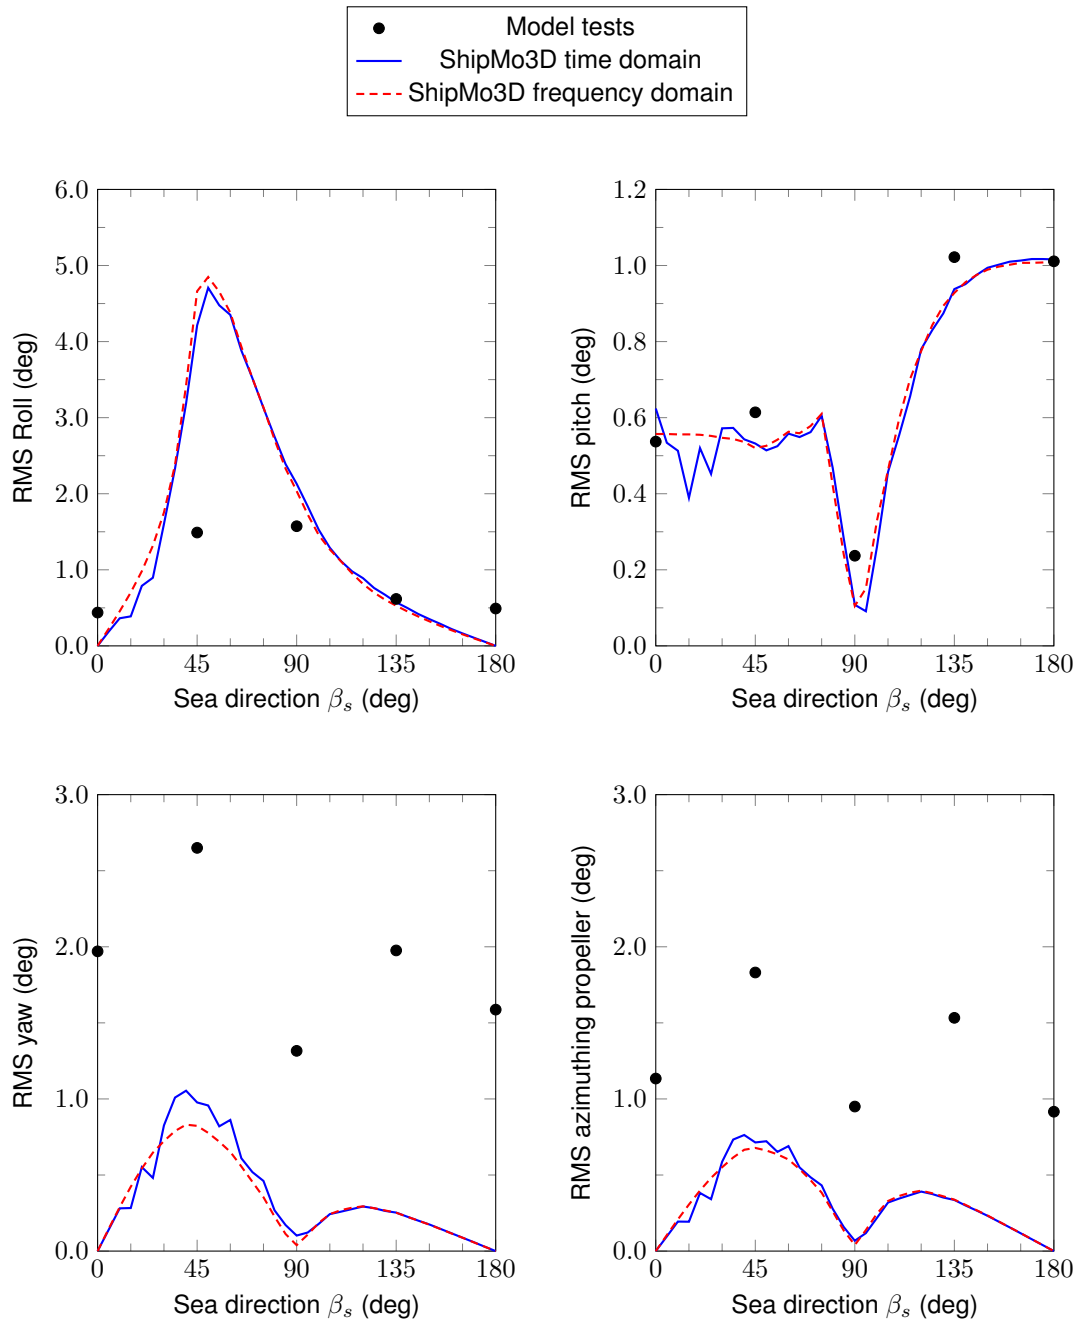 Model tests
ShipMo3D time domain
ShipMo3D frequency domain
6.0
5.0
4.0
3.0
2.0
1.0
0.0
0 45 90 135 180
RMS Roll (deg)
Sea direction βs (deg)
1.2
1.0
0.8
0.6
0.4
0.2
0.0
0 45 90 135 180
RMS pitch (deg)
Sea direction βs (deg)
3.0
2.0
1.0
0.0
0 45 90 135 180
RMS yaw (deg)
Sea direction βs (deg)
3.0
2.0
1.0
0.0
0 45 90 135 180
RMS azimuthing propeller (deg)
Sea direction βs (deg)